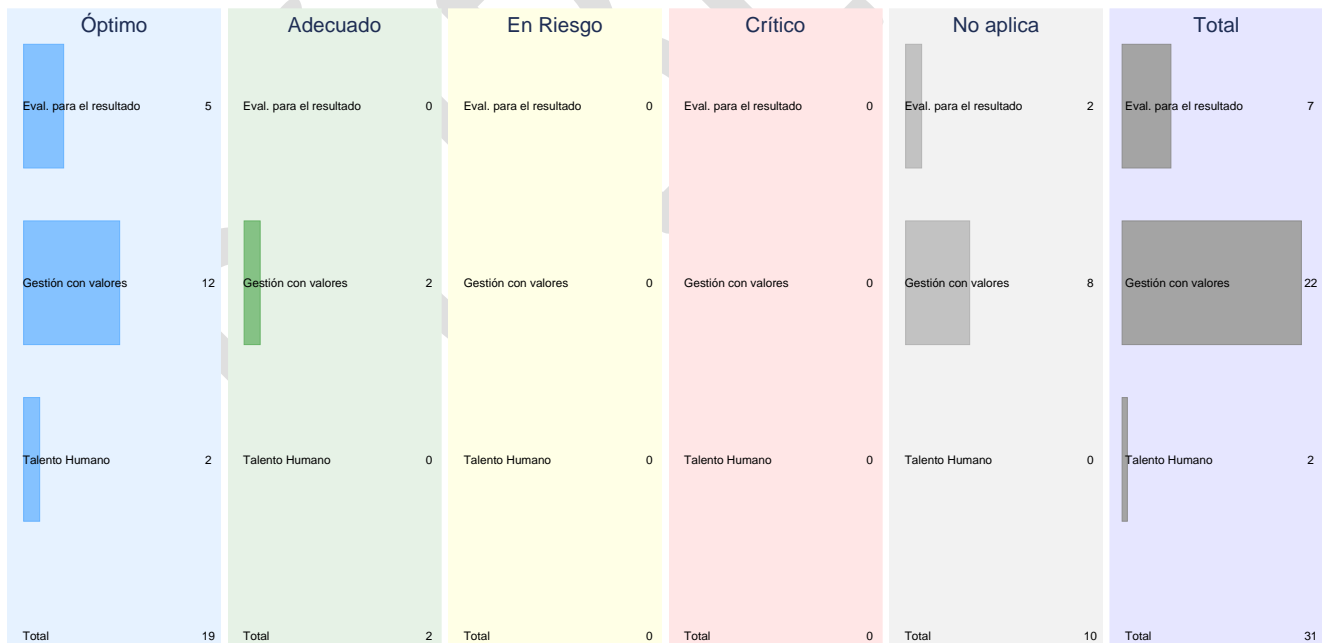 Óptimo Adecuado En Riesgo Crítico No aplica Total
Eval. para el resultado 5 Eval. para el resultado 0 Eval. para el resultado 0 Eval. para el resultado 0 Eval. para el resultado 2 Eval. para el resultado 7
Gestión con valores 12 Gestión con valores 2 Gestión con valores 0 Gestión con valores 0 Gestión con valores 8 Gestión con valores 22
Talento Humano 2 Talento Humano 0 Talento Humano 0 Talento Humano 0 Talento Humano 0 Talento Humano 2
Total 19 Total 2 Total 0 Total 0 Total 10 Total 31